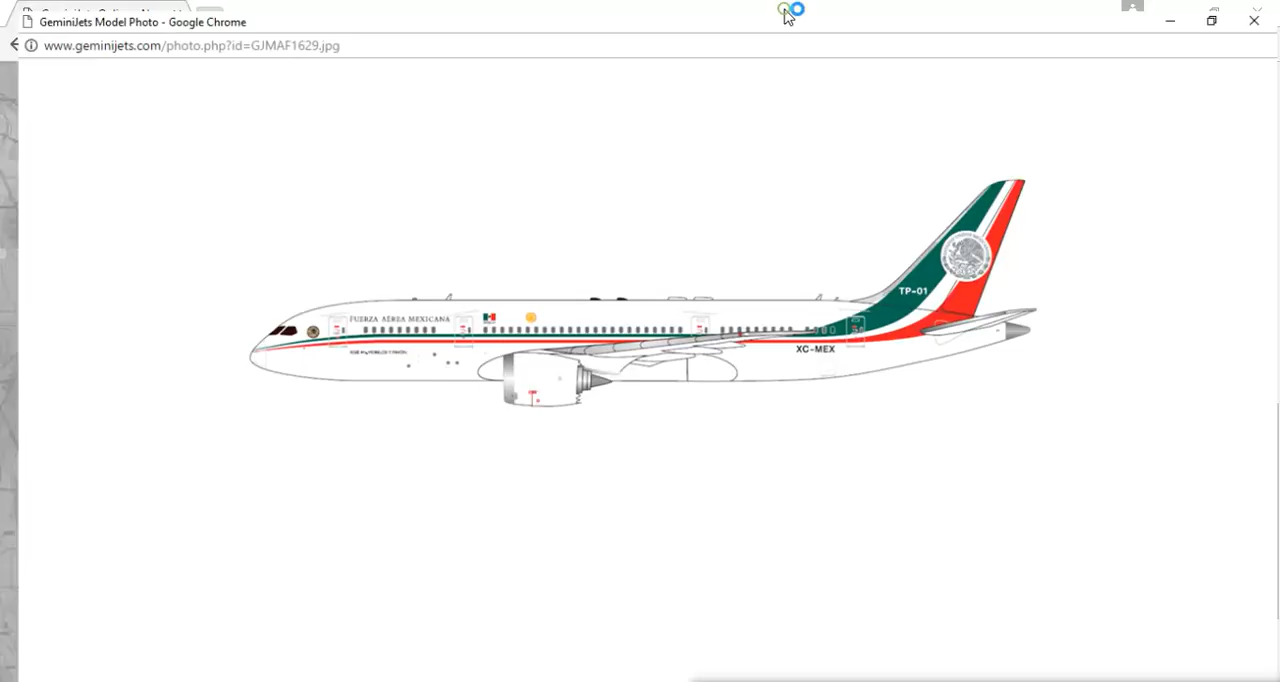 GeminiJets Model Photo - Google Chrome
www.geminijets.com/photo.php?id=GJMAF1629.jpg
TP-01
FUERZA AÉREA MEXICANA
XC-MEX